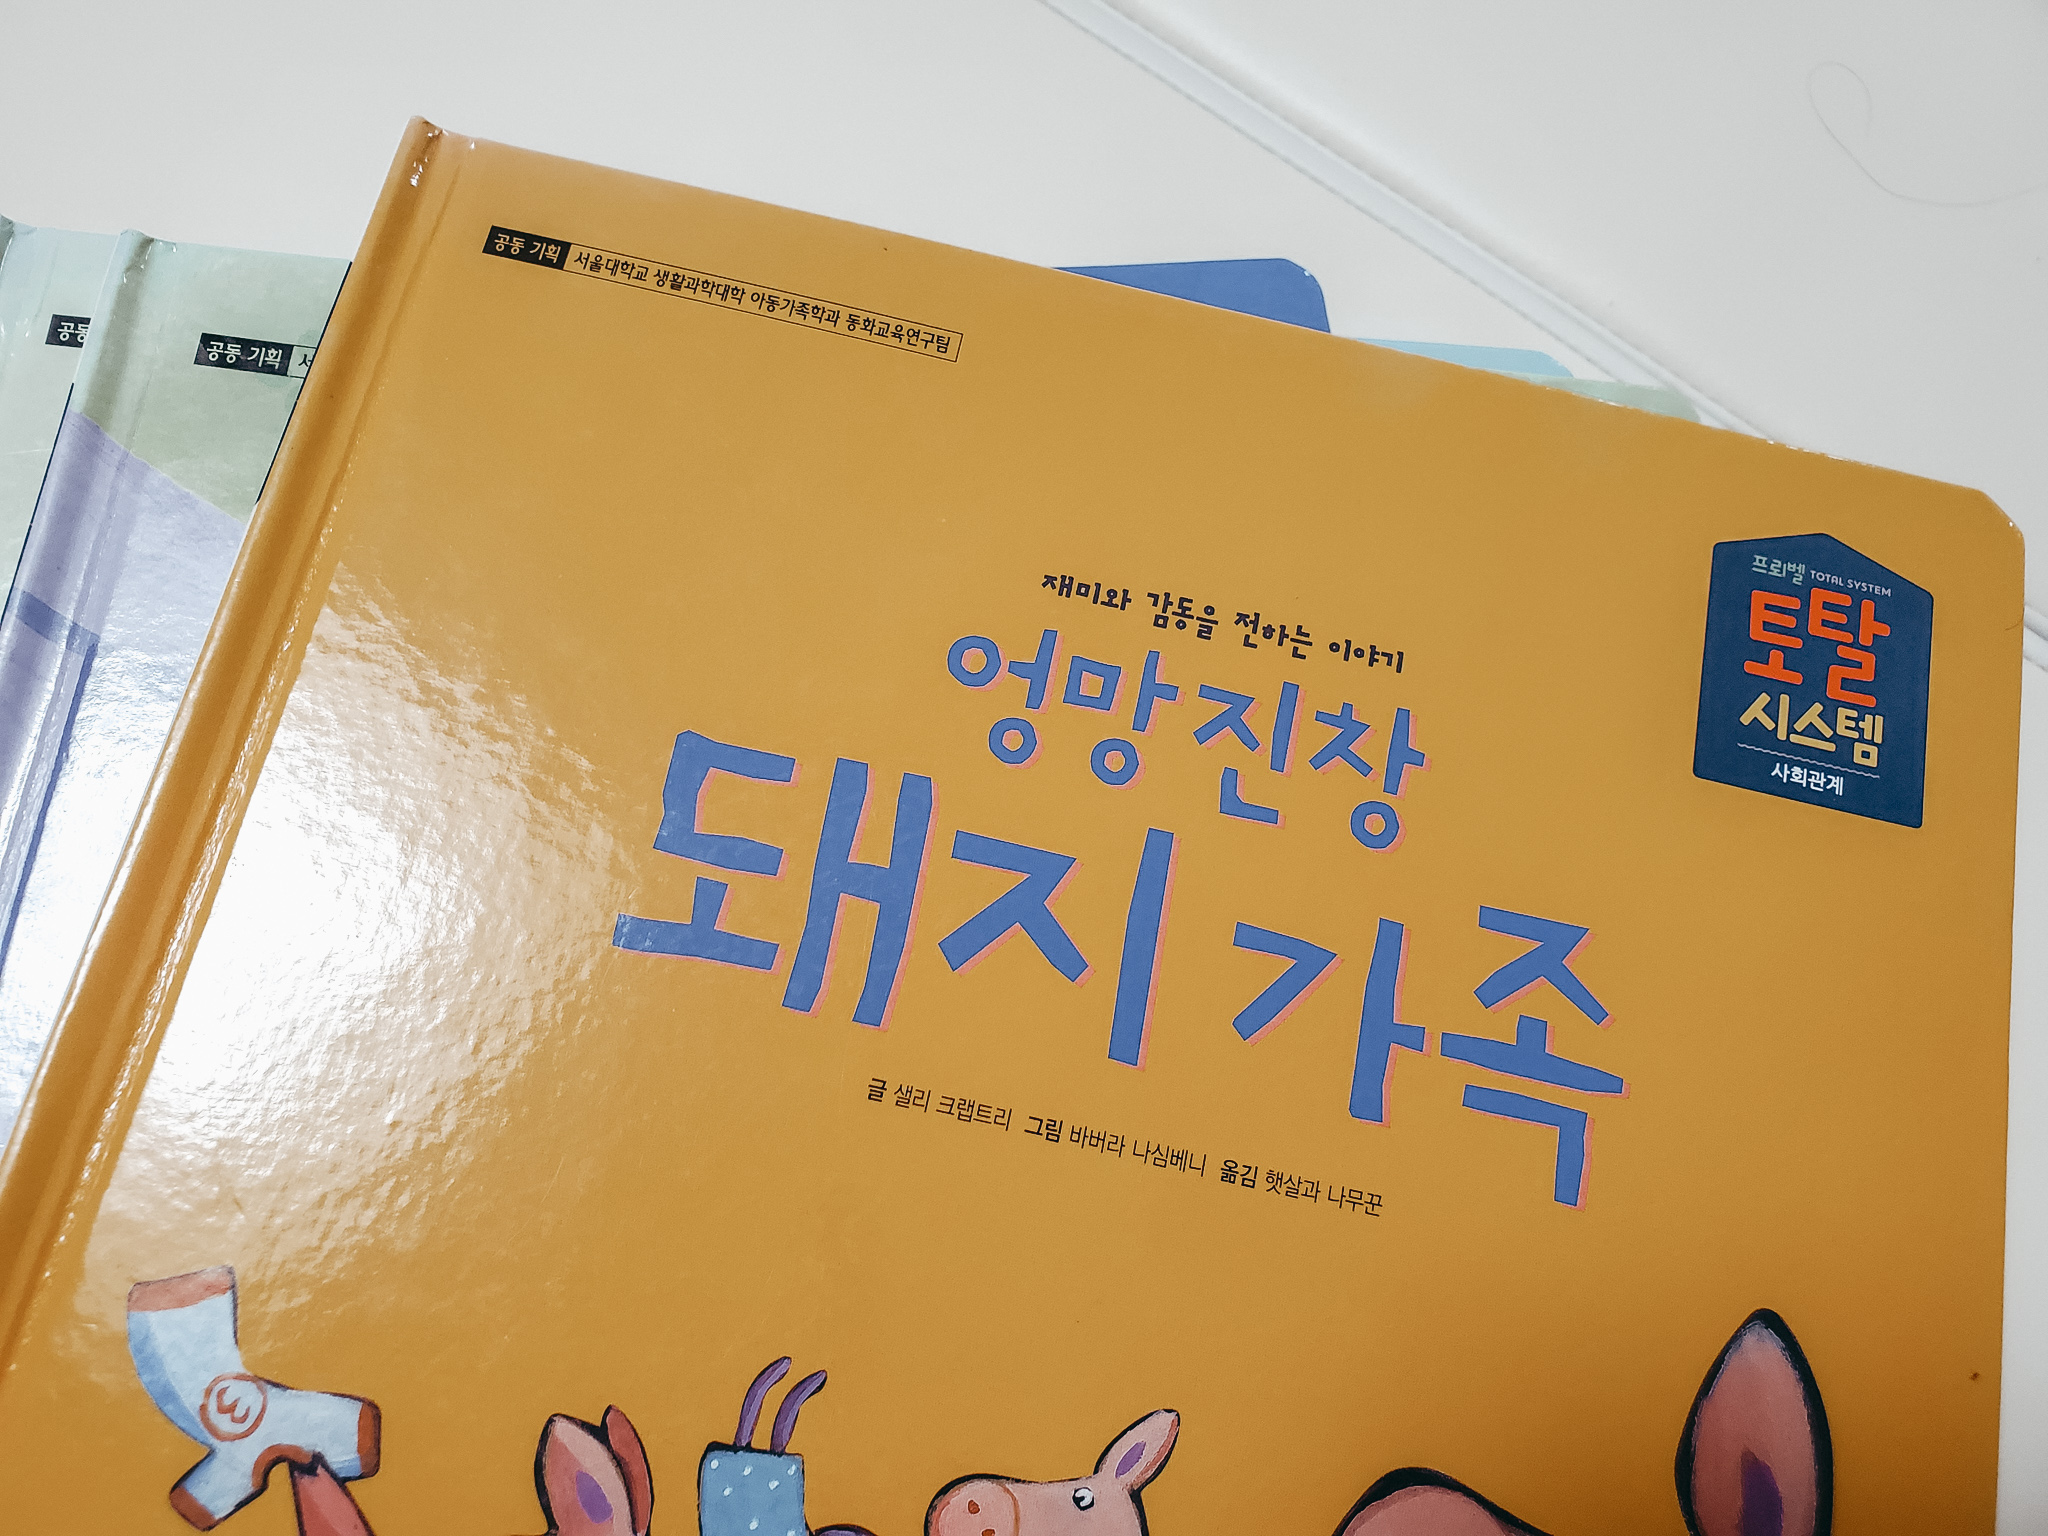 공동 기획 서울대학교 생활과학대학 아동가족학과 동화교육연구팀
공동
공동 기획
재미와 감동을 전하는 이야기
엉망진창
돼지 가족
글 샐리 크랩트리 그림 바버라 나심베니 옮김 햇살과 나무꾼
프뢰벨 TOTAL SYSTEM
토탈
시스템
사회관계